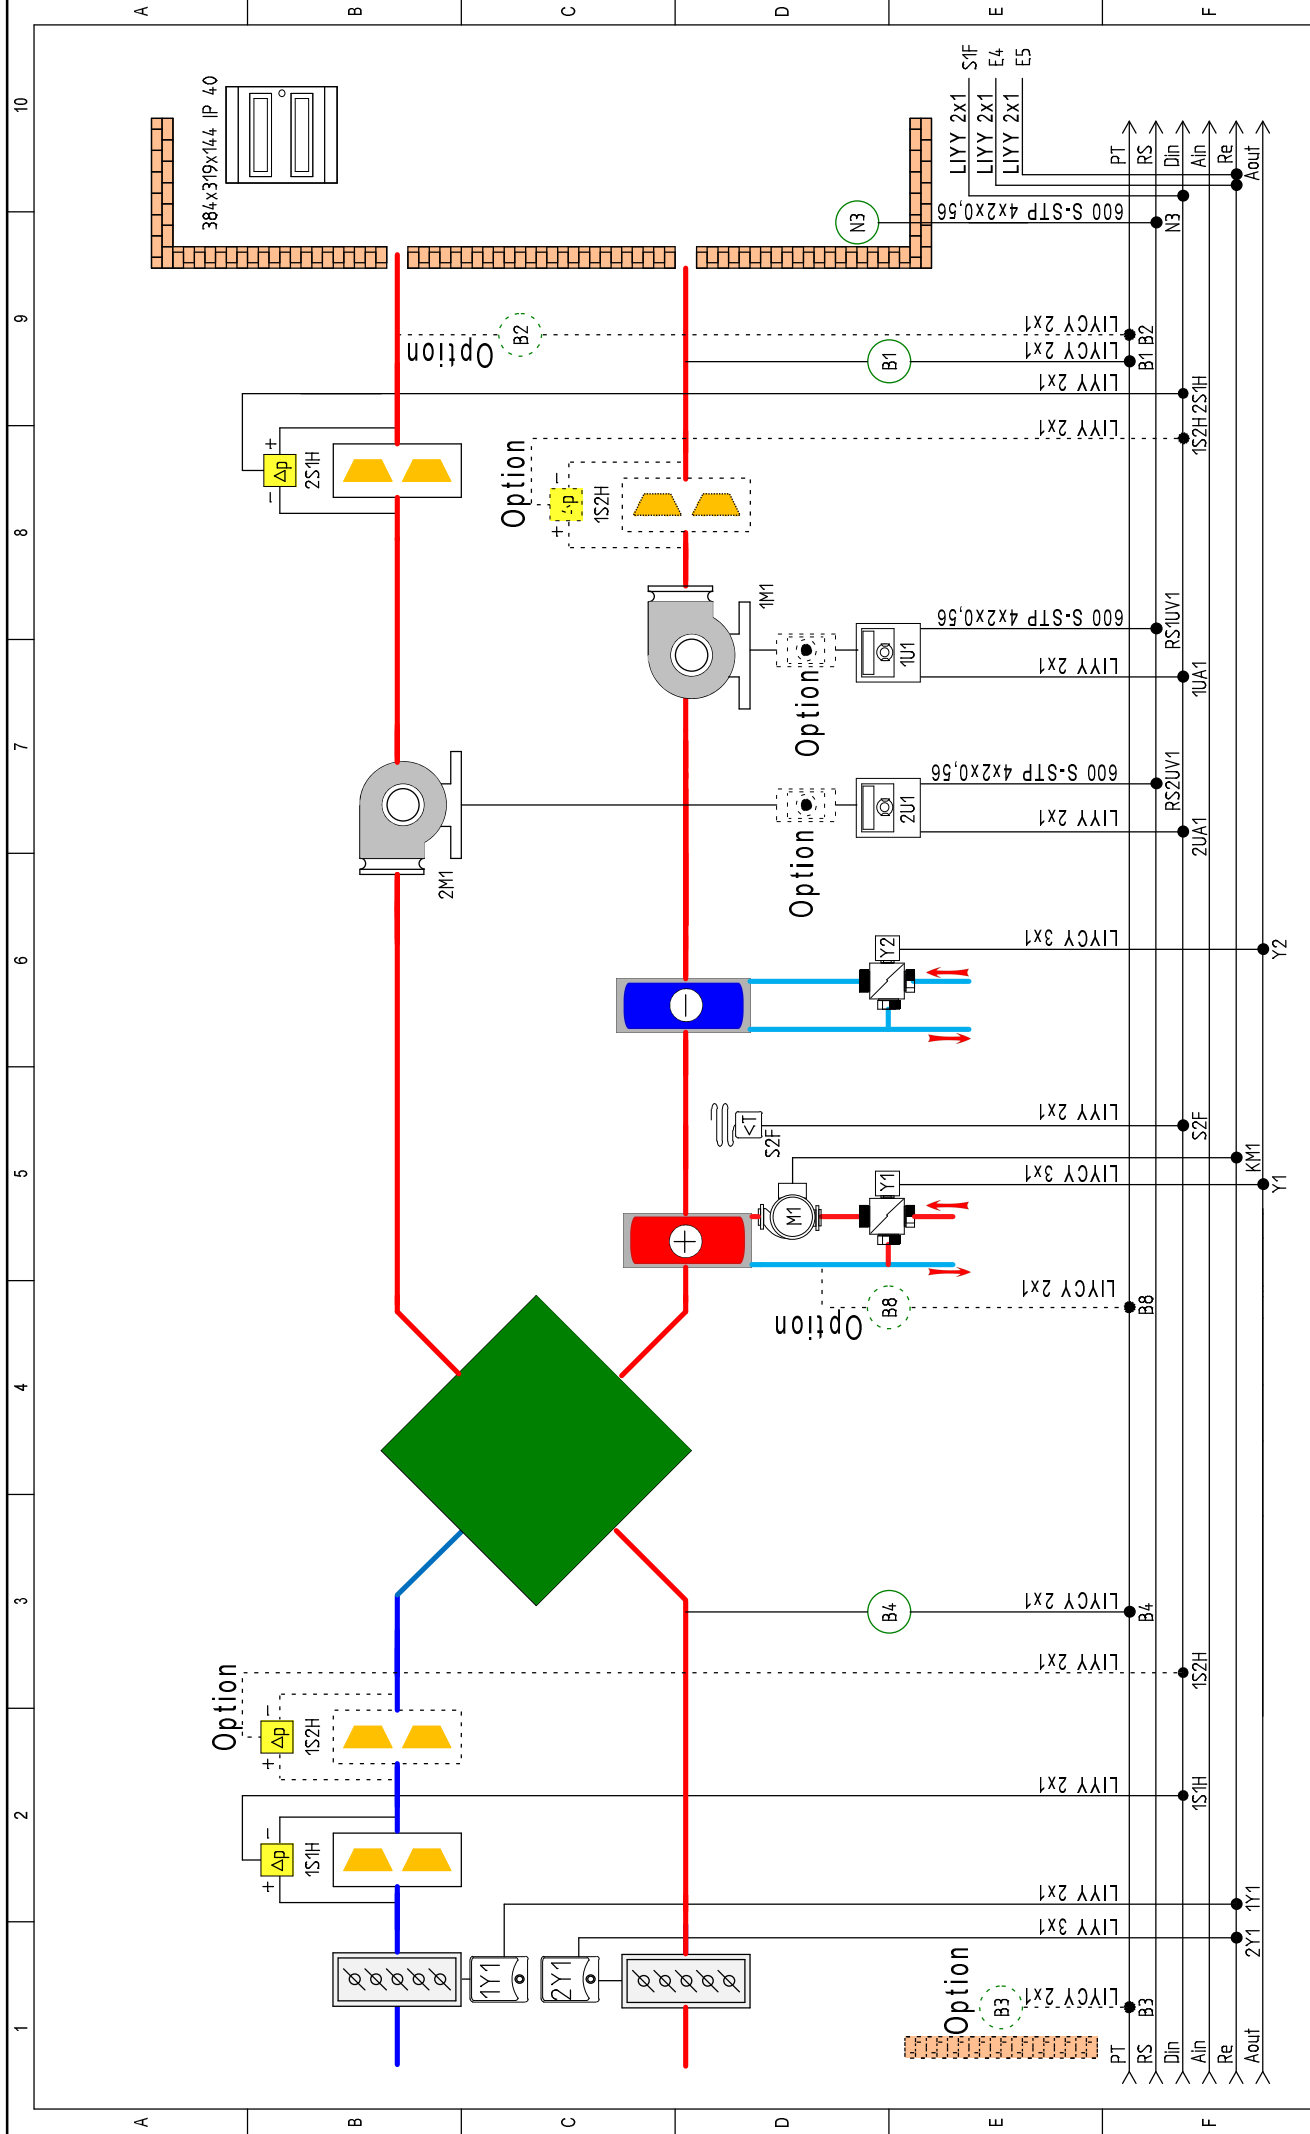 1 2 3 4 5 6 7 8 9 10
A
B
C
D
E
F
A
B
C
D
E
F
384x319x144 IP 40
Option
+ Δp -
1S1H
+ Δp -
1S2H
- Δp +
2S1H
2M1
Option
B2
1Y1
2Y1
Option
+ p -
1S2H
1M1
N3
S2F
<T
M1
Option
Option
Option
B8
B4
Y1
Y2
2U1
1U1
B1
Option
B3
LIYCY 2x1
LIYY 3x1
LIYY 2x1
LIYY 2x1
LIYY 2x1
LIYCY 2x1
LIYCY 2x1
LIYCY 3x1
LIYY 2x1
LIYCY 3x1
LIYY 2x1
600 S-STP 4x2x0,56
LIYY 2x1
600 S-STP 4x2x0,56
LIYY 2x1
LIYY 2x1
LIYCY 2x1
LIYCY 2x1
600 S-STP 4x2x0,56
LIYY 2x1 S1F
LIYY 2x1 E4
LIYY 2x1 E5
PT PT
RS B3 B4 B8 B1 B2 RS
Din RS2UV1 RS1UV1 N3 Din
Ain 1S1H 1S2H S2F 2UA1 1UA1 1S2H 2S1H Ain
Re Re
Aout 2Y1 1Y1 KM1 Aout
Y1 Y2